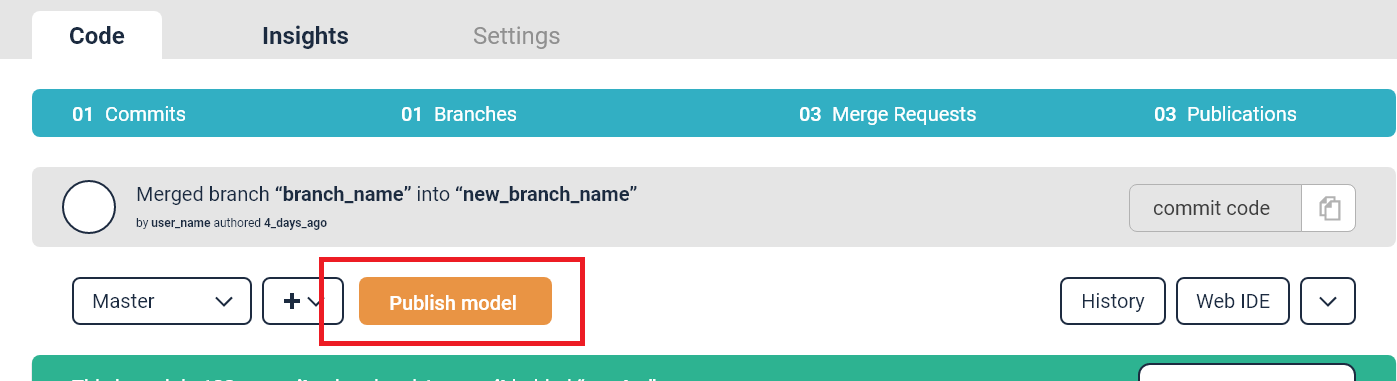 Code Insights Settings
01 Commits 01 Branches 03 Merge Requests 03 Publications
Merged branch “branch_name” into “new_branch_name”
commit code
by user_name authored 4_days_ago
Master Publish model History Web IDE